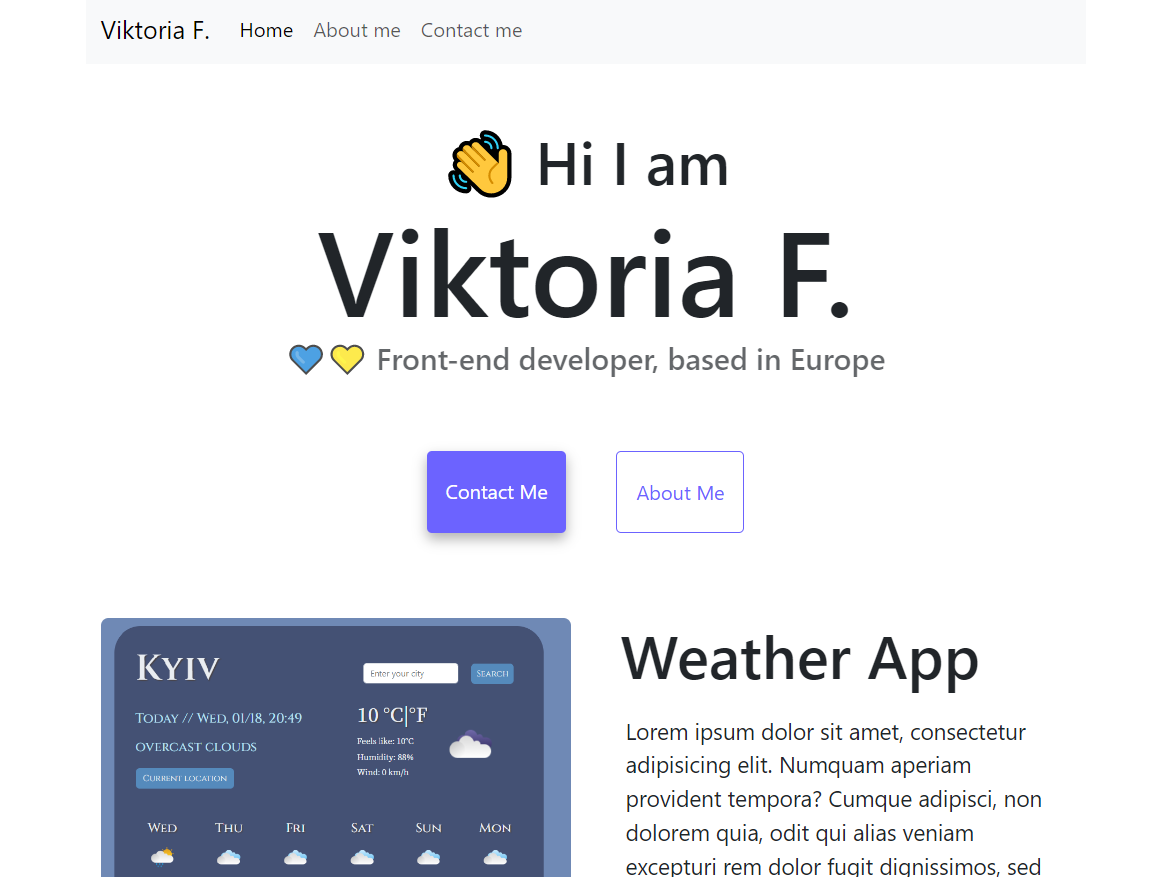 Viktoria F. Home About me Contact me
Hi I am
Viktoria F.
Front-end developer, based in Europe
Contact Me About Me
Kyiv
Enter your city Search
Today // Wed, 01/18, 20:49
overcast clouds
Current location
10 °C|°F
Feels like: 10°C
Humidity: 88%
Wind: 0 km/h
Wed Thu Fri Sat Sun Mon
Weather App
Lorem ipsum dolor sit amet, consectetur
adipisicing elit. Numquam aperiam
provident tempora? Cumque adipisci, non
dolorem quia, odit qui alias veniam
excepturi rem dolor fugit dignissimos, sed